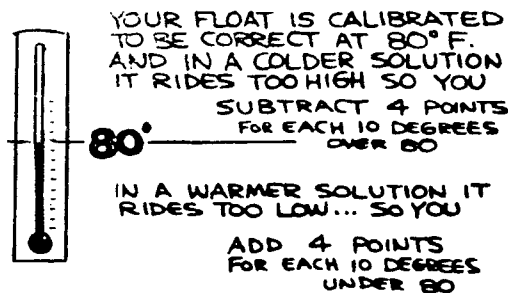 YOUR FLOAT IS CALIBRATED
TO BE CORRECT AT 80° F.
AND IN A COLDER SOLUTION
IT RIDES TOO HIGH SO YOU
SUBTRACT 4 POINTS
FOR EACH 10 DEGREES
OVER 80
80°
IN A WARMER SOLUTION IT
RIDES TOO LOW... SO YOU
ADD 4 POINTS
FOR EACH 10 DEGREES
UNDER 80